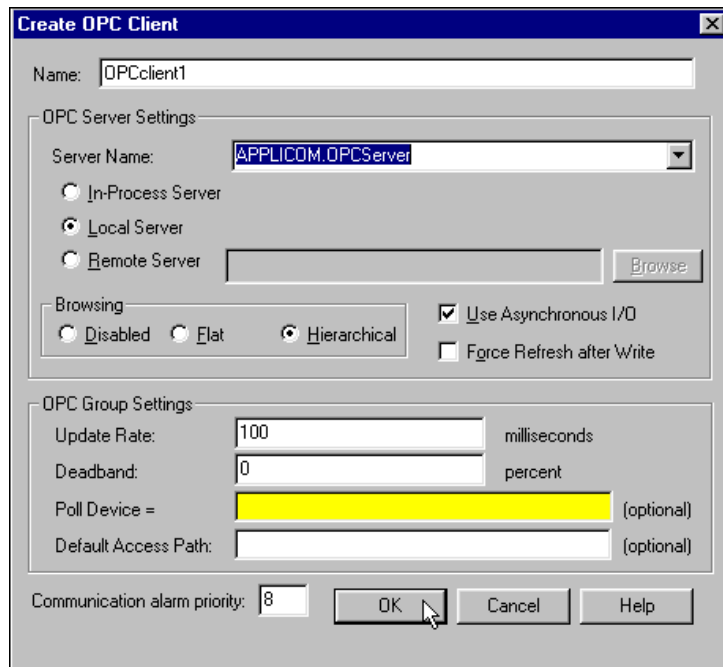 Create OPC Client
Name: OPCclient1
OPC Server Settings
Server Name: APPLICOM.OPCServer
In-Process Server
Local Server
Remote Server Browse
Browsing
Disabled Flat Hierarchical
Use Asynchronous I/O
Force Refresh after Write
OPC Group Settings
Update Rate: 100 milliseconds
Deadband: 0 percent
Poll Device = (optional)
Default Access Path: (optional)
Communication alarm priority: 8 OK Cancel Help